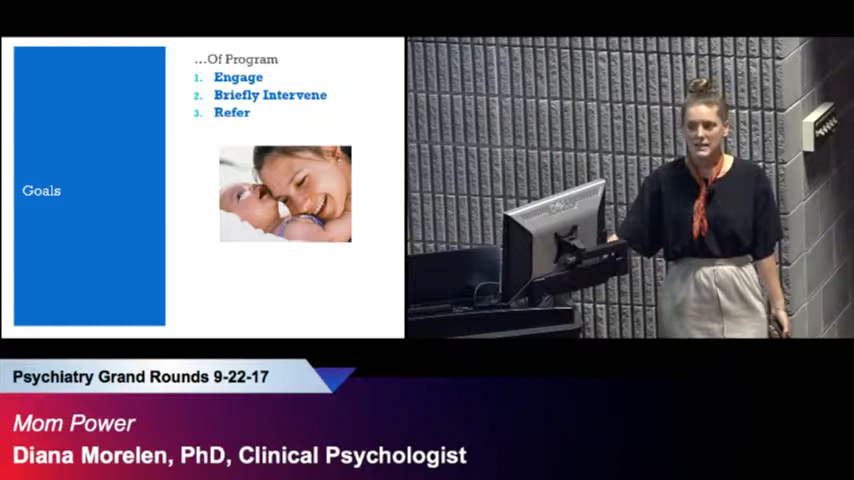 Goals
...Of Program
1. Engage
2. Briefly Intervene
3. Refer
Psychiatry Grand Rounds 9-22-17
Mom Power
Diana Morelen, PhD, Clinical Psychologist